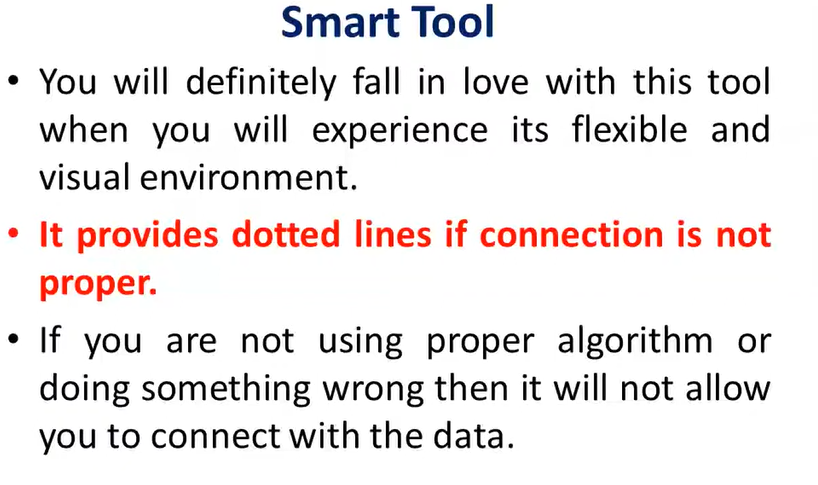 Smart Tool
• You will definitely fall in love with this tool
when you will experience its flexible and
visual environment.
• It provides dotted lines if connection is not
proper.
• If you are not using proper algorithm or
doing something wrong then it will not allow
you to connect with the data.